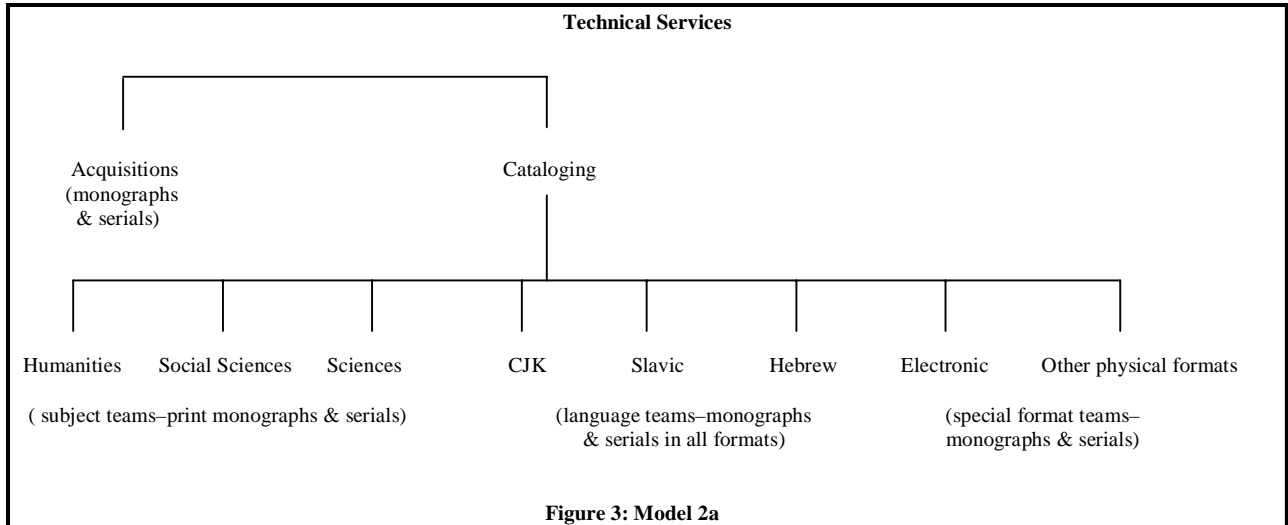 Technical Services
Acquisitions
(monographs
& serials)
Cataloging
Humanities Social Sciences Sciences CJK Slavic Hebrew Electronic Other physical formats
( subject teams–print monographs & serials)
(language teams–monographs
& serials in all formats)
(special format teams–
monographs & serials)
Figure 3: Model 2a